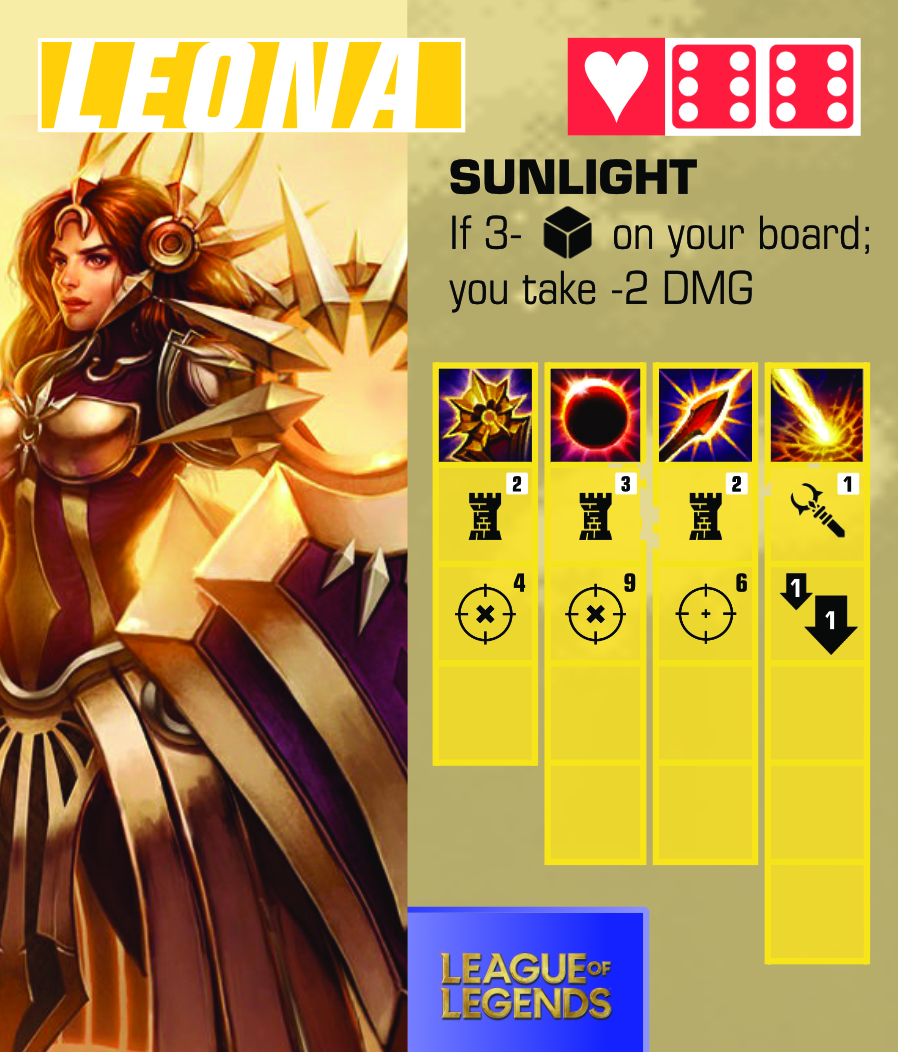 LEONA
SUNLIGHT
If 3- on your board;
you take -2 DMG
2 3 2 1
4 9 6 1
1
LEAGUE OF
LEGENDS